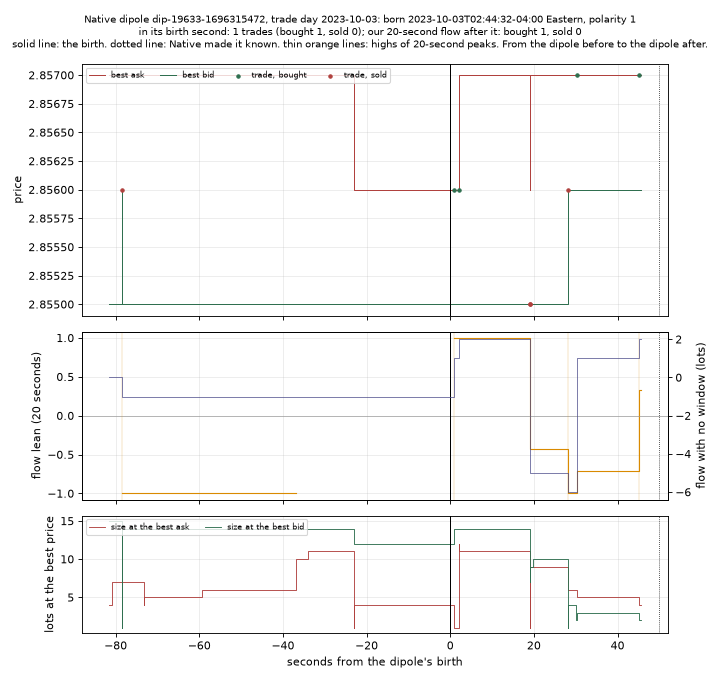 Native dipole dip-19633-1696315472, trade day 2023-10-03: born 2023-10-03T02:44:32-04:00 Eastern, polarity 1
in its birth second: 1 trades (bought 1, sold 0); our 20-second flow after it: bought 1, sold 0
solid line: the birth. dotted line: Native made it known. thin orange lines: highs of 20-second peaks. From the dipole before to the dipole after.
best ask best bid trade, bought trade, sold
2.85700
2.85675
2.85650
2.85625
2.85600
2.85575
2.85550
2.85525
2.85500
price
1.0
0.5
0.0
−0.5
−1.0
flow lean (20 seconds)
2
0
−2
−4
−6
flow with no window (lots)
size at the best ask size at the best bid
15
10
5
lots at the best price
−80 −60 −40 −20 0 20 40
seconds from the dipole's birth